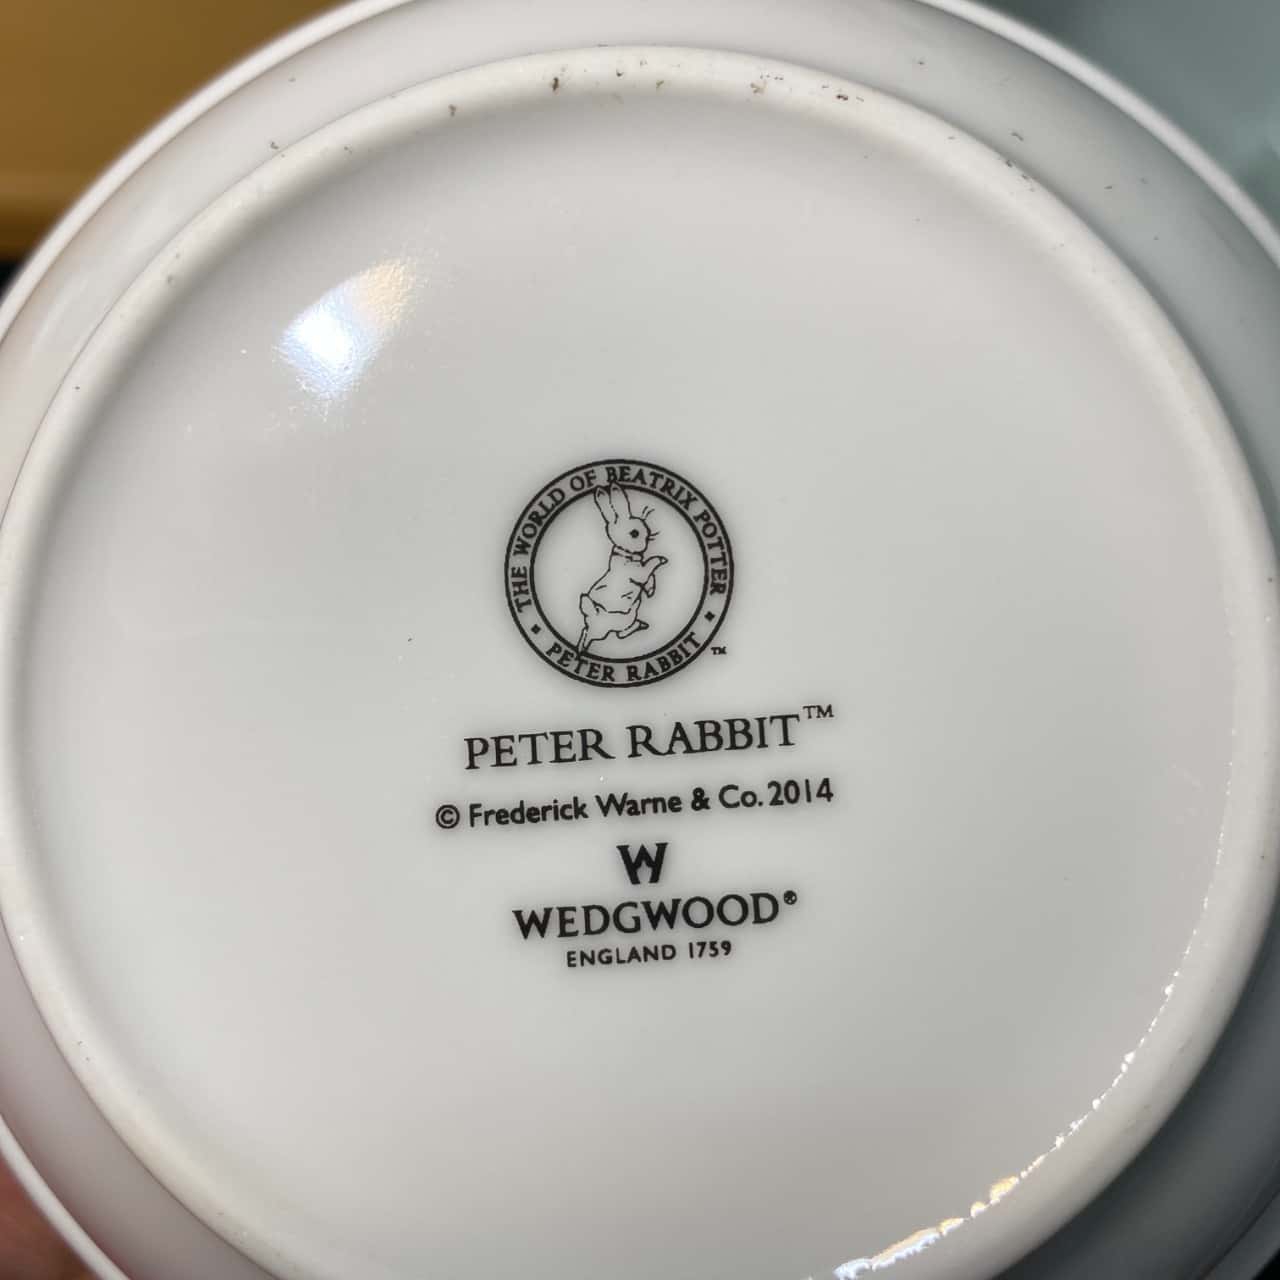 THE WORLD OF BEATRIX POTTER
PETER RABBIT ™
PETER RABBIT™
© Frederick Warne & Co. 2014
W
WEDGWOOD®
ENGLAND 1759